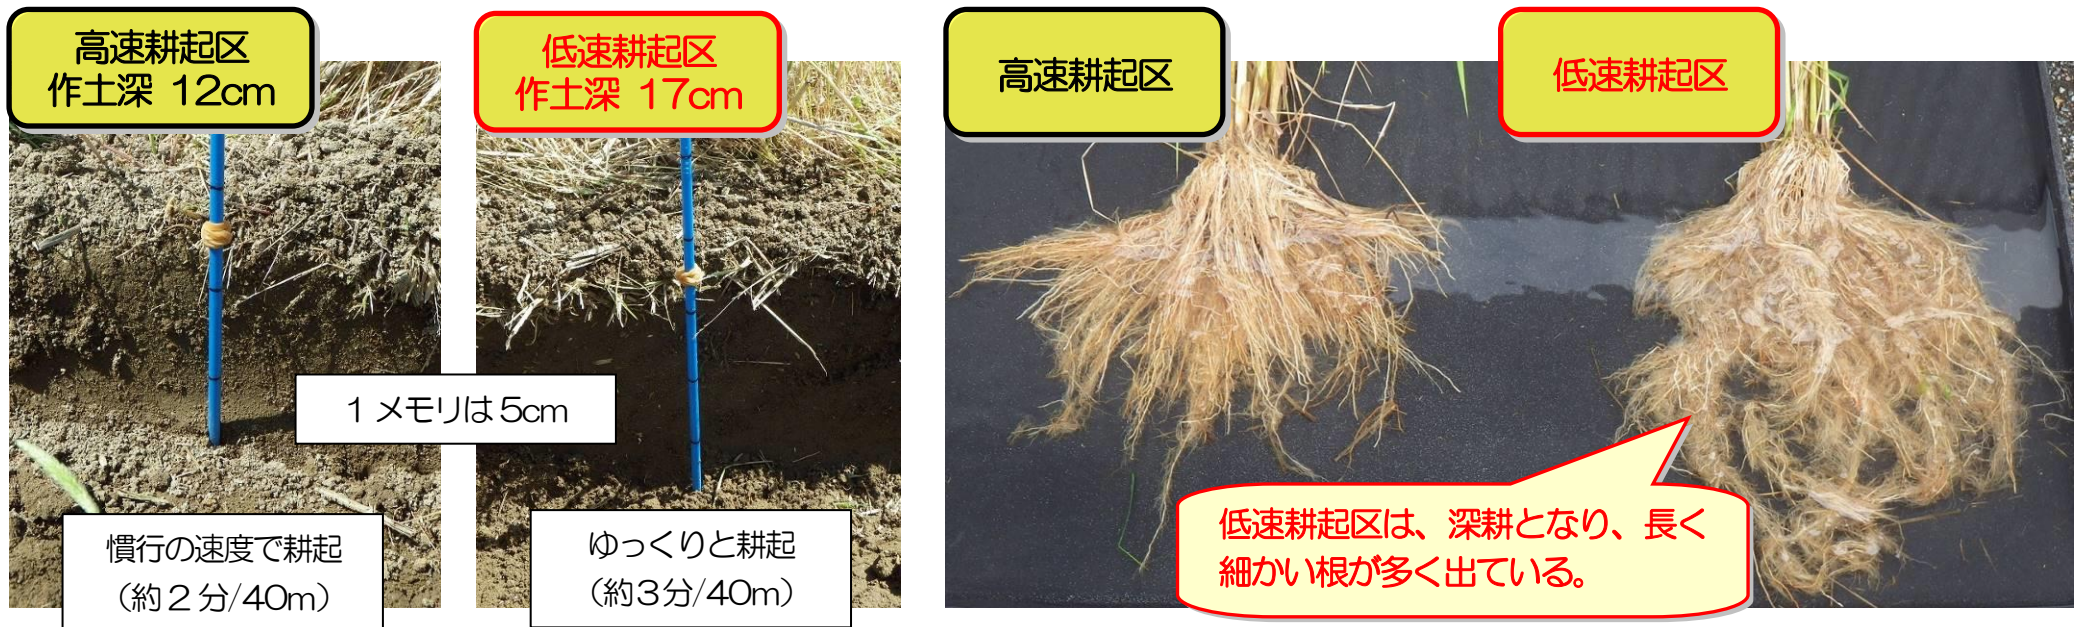 高速耕起区
作土深 12cm
低速耕起区
作土深 17cm
1メモリは5cm
慣行の速度で耕起
（約2分/40m）
ゆっくりと耕起
（約3分/40m）
高速耕起区
低速耕起区
低速耕起区は、深耕となり、長く
細かい根が多く出ている。